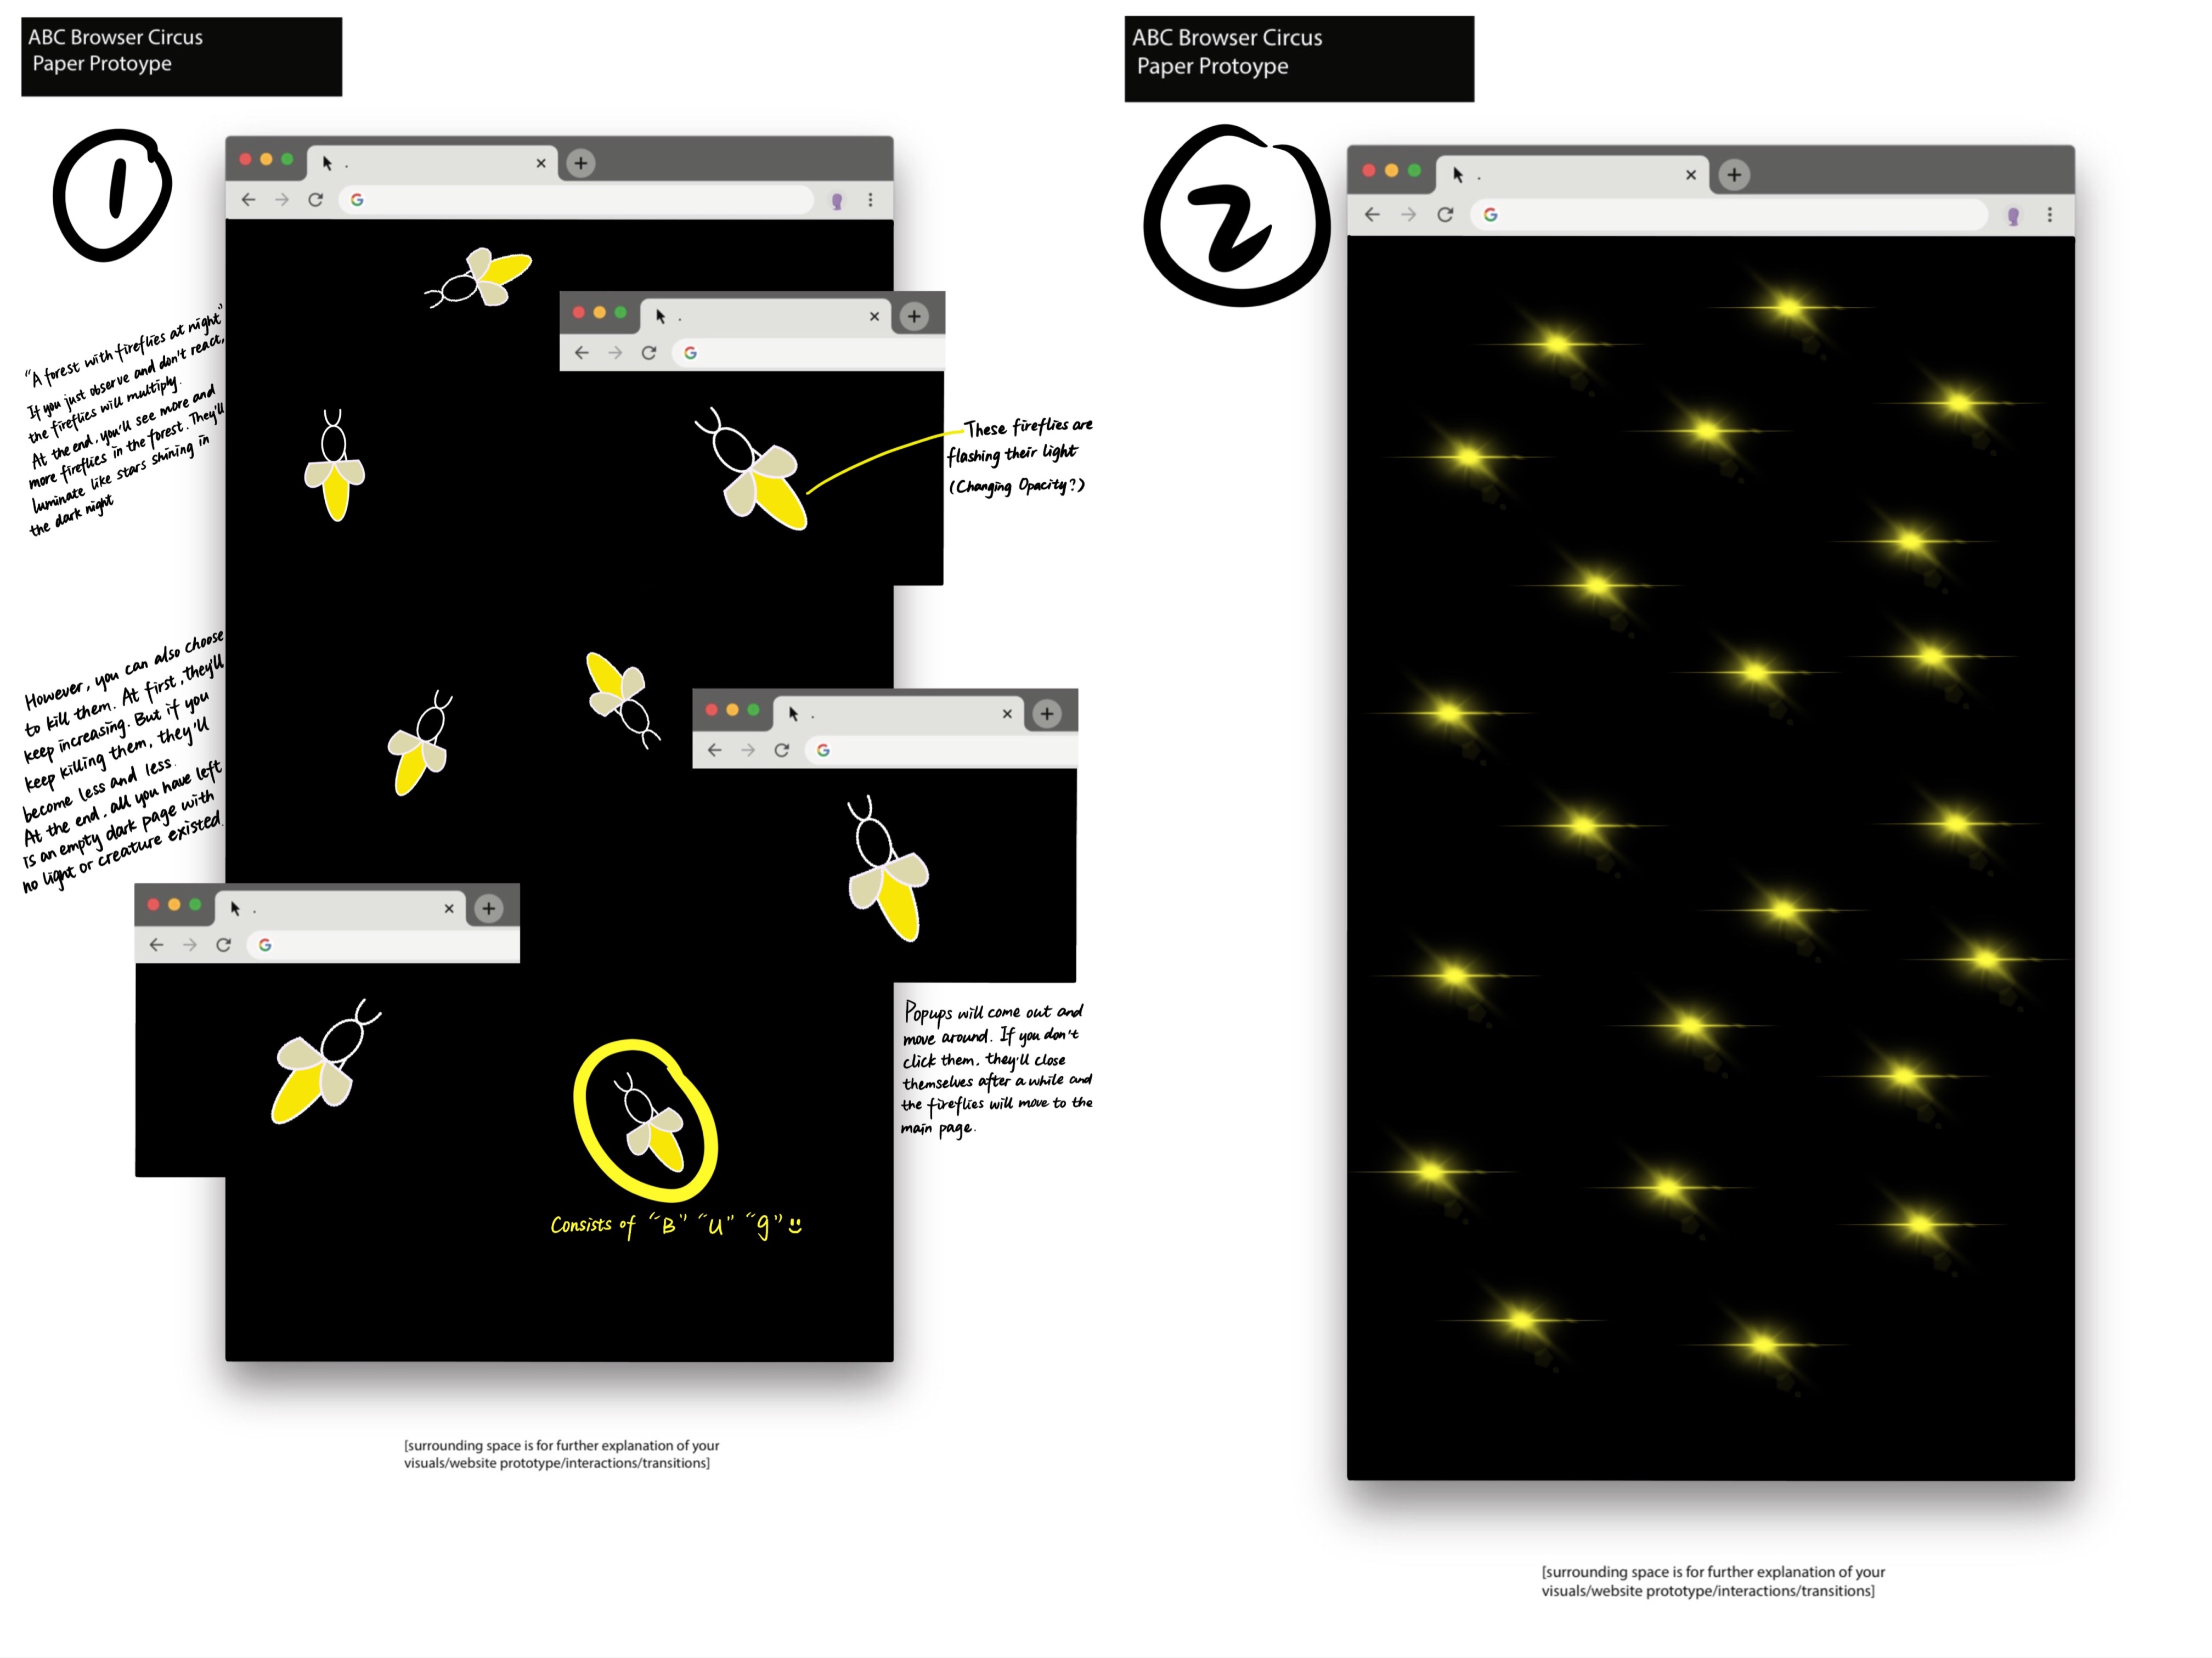 ABC Browser Circus
Paper Protoype
1
"A forest with fireflies at night"
If you just observe and don't react,
the fireflies will multiply.
At the end, you'll see more and
more fireflies in the forest. They'll
luminate like stars shining in
the dark night
However, you can also choose
to kill them. At first, they'll
keep increasing. But if you
keep killing them, they'll
become less and less.
At the end, all you have left
is an empty dark page with
no light or creature existed.
These fireflies are
flashing their light
(Changing Opacity?)
Popups will come out and
move around. If you don't
click them, they'll close
themselves after a while and
the fireflies will move to the
main page.
Consists of "B" "U" "g"
[surrounding space is for further explanation of your
visuals/website prototype/interactions/transitions]
ABC Browser Circus
Paper Protoype
2
[surrounding space is for further explanation of your
visuals/website prototype/interactions/transitions]